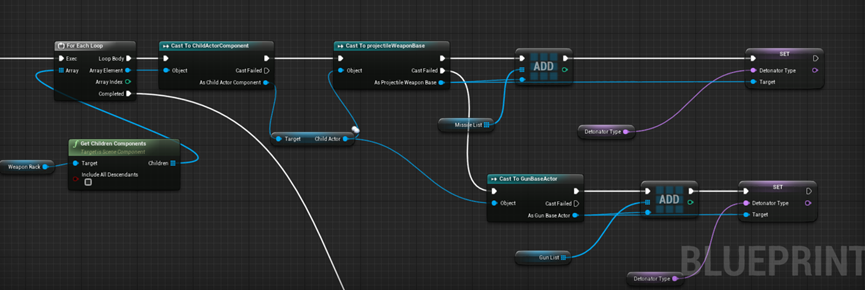 For Each Loop
Exec
Loop Body
Array
Array Element
Array Index
Completed
Cast To ChildActorComponent
Object
Cast Failed
As Child Actor Component
Cast To projectileWeaponBase
Object
Cast Failed
As Projectile Weapon Base
ADD
SET
Detonator Type
Target
Missile List
Detonator Type
Target
Child Actor
Get Children Components
Target is Scene Component
Target
Children
Include All Descendants
Weapon Rack
Cast To GunBaseActor
Object
Cast Failed
As Gun Base Actor
ADD
SET
Detonator Type
Target
Gun List
Detonator Type
BLUEPRINT